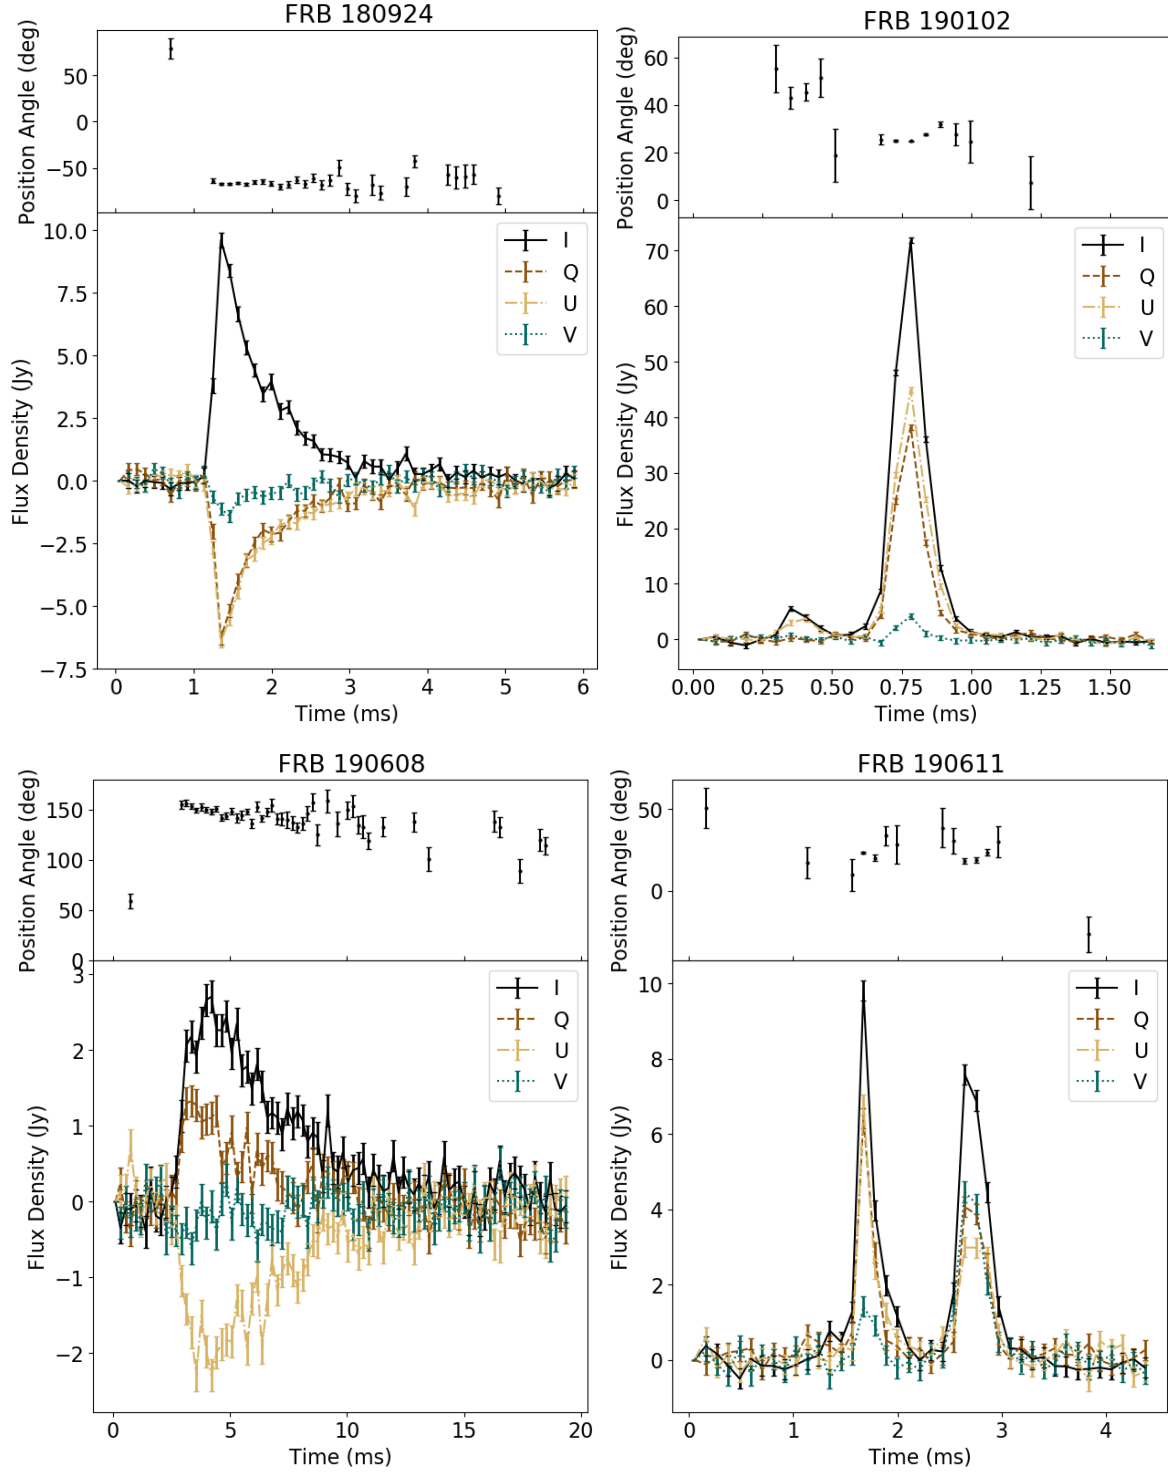 FRB 180924
Position Angle (deg)
50
0
−50
10.0
7.5
5.0
2.5
0.0
−2.5
−5.0
−7.5
Flux Density (Jy)
I
Q
U
V
0 1 2 3 4 5 6
Time (ms)
FRB 190102
Position Angle (deg)
60
40
20
0
70
60
50
40
30
20
10
0
Flux Density (Jy)
I
Q
U
V
0.00 0.25 0.50 0.75 1.00 1.25 1.50
Time (ms)
FRB 190608
Position Angle (deg)
150
100
50
0
3
2
1
0
−1
−2
Flux Density (Jy)
I
Q
U
V
0 5 10 15 20
Time (ms)
FRB 190611
Position Angle (deg)
50
0
10
8
6
4
2
0
Flux Density (Jy)
I
Q
U
V
0 1 2 3 4
Time (ms)